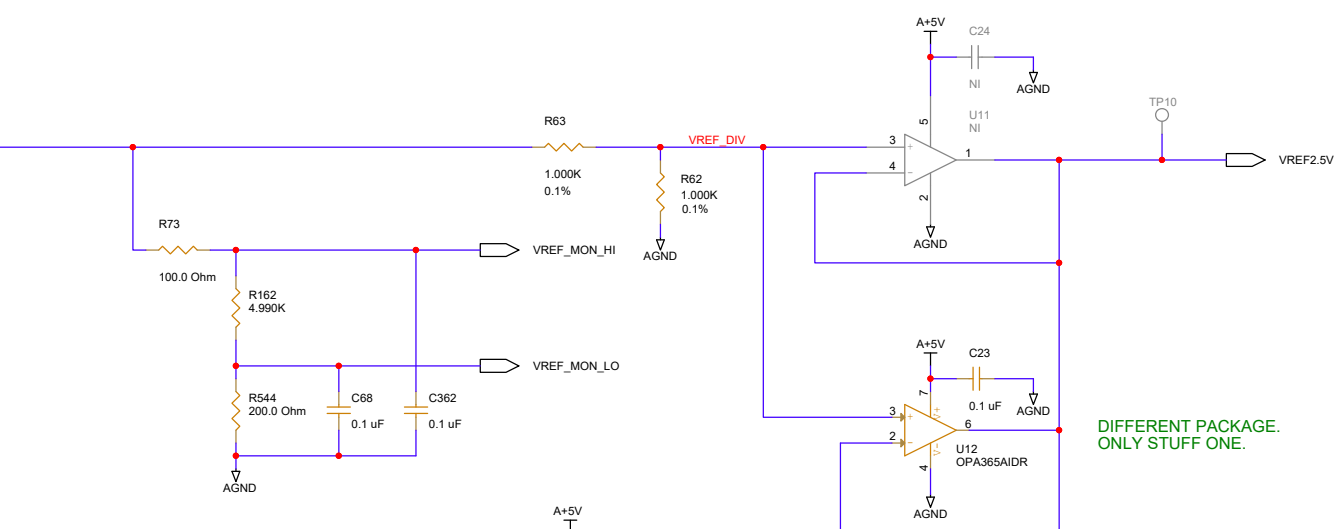 A+5V
C24
NI
AGND
U11
NI
TP10
5
3
+
4
−
1
2
AGND
VREF2.5V
R63
1.000K
0.1%
VREF_DIV
R62
1.000K
0.1%
AGND
R73
100.0 Ohm
VREF_MON_HI
R162
4.990K
VREF_MON_LO
R544
200.0 Ohm
C68
0.1 uF
C362
0.1 uF
AGND
A+5V
C23
0.1 uF
AGND
7
3
+
V+
2
−
V-
6
4
U12
OPA365AIDR
AGND
DIFFERENT PACKAGE.
ONLY STUFF ONE.
A+5V